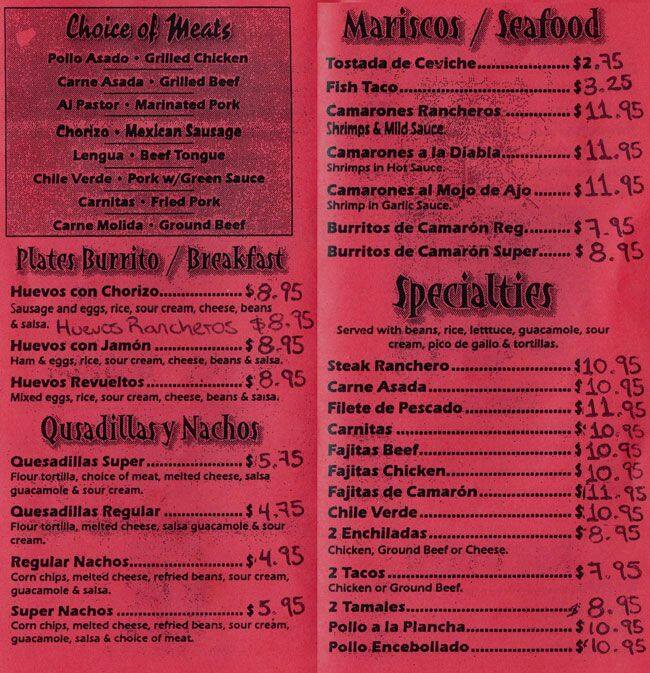 Choice of Meats
Pollo Asado • Grilled Chicken
Carne Asada • Grilled Beef
Al Pastor • Marinated Pork
Chorizo • Mexican Sausage
Lengua • Beef Tongue
Chile Verde • Pork w/Green Sauce
Carnitas • Fried Pork
Carne Molida • Ground Beef
Plates Burrito / Breakfast
Huevos con Chorizo.................... $8.95
Sausage and eggs, rice, sour cream, cheese, beans
& salsa. Huevos Rancheros $8.95
Huevos con Jamón..................... $8.95
Ham & eggs, rice, sour cream, cheese, beans & salsa.
Huevos Revueltos....................... $8.95
Mixed eggs, rice, sour cream, cheese, beans & salsa.
Qusadillas y Nachos
Quesadillas Super....................... $5.75
Flour tortilla, choice of meat, melted cheese, salsa
guacamole & sour cream.
Quesadillas Regular.................... $4.75
Flour tortilla, melted cheese, salsa guacamole & sour
cream.
Regular Nachos........................... $4.95
Corn chips, melted cheese, refried beans, sour cream,
guacamole & salsa.
Super Nachos.............................. $5.95
Corn chips, melted cheese, refried beans, sour cream,
guacamole, salsa & choice of meat.
Mariscos / Seafood
Tostada de Ceviche..................... $2.75
Fish Taco...................................... $3.25
Camarones Rancheros................ $11.95
Shrimps & Mild Sauce.
Camarones a la Diabla................ $11.95
Shrimps in Hot Sauce.
Camarones al Mojo de Ajo......... $11.95
Shrimp in Garlic Sauce.
Burritos de Camarón Reg........... $7.95
Burritos de Camarón Super........ $8.95
Specialties
Served with beans, rice, letttuce, guacamole, sour
cream, pico de gallo & tortillas.
Steak Ranchero........................... $10.95
Carne Asada................................ $10.95
Filete de Pescado........................ $11.95
Carnitas....................................... $10.95
Fajitas Beef.................................. $10.95
Fajitas Chicken............................ $10.95
Fajitas de Camarón..................... $11.95
Chile Verde.................................. $10.95
2 Enchiladas................................ $8.95
Chicken, Ground Beef or Cheese.
2 Tacos........................................ $7.95
Chicken or Ground Beef.
2 Tamales.................................... $8.95
Pollo a la Plancha........................ $10.95
Pollo Encebollado........................ $10.95